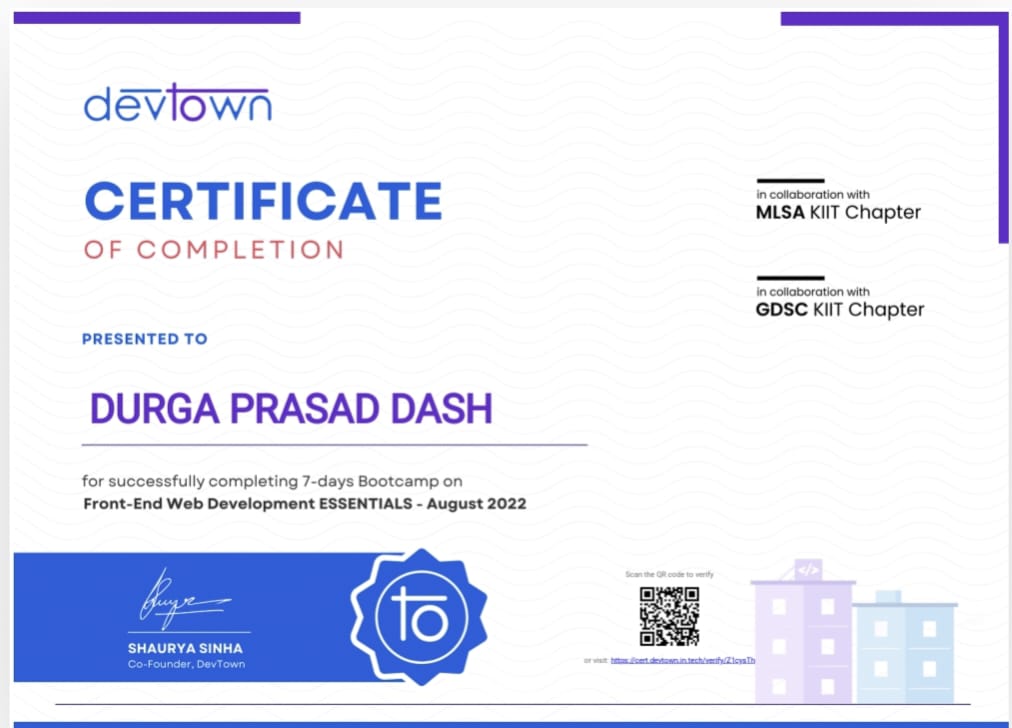 devtown
CERTIFICATE
OF COMPLETION
in collaboration with
MLSA KIIT Chapter
in collaboration with
GDSC KIIT Chapter
PRESENTED TO
DURGA PRASAD DASH
for successfully completing 7-days Bootcamp on
Front-End Web Development ESSENTIALS - August 2022
SHAURYA SINHA
Co-Founder, DevTown
to
Scan the QR code to verify
or visit: https://cert.devtown.in.tech/verify/Z1cysTh
</>